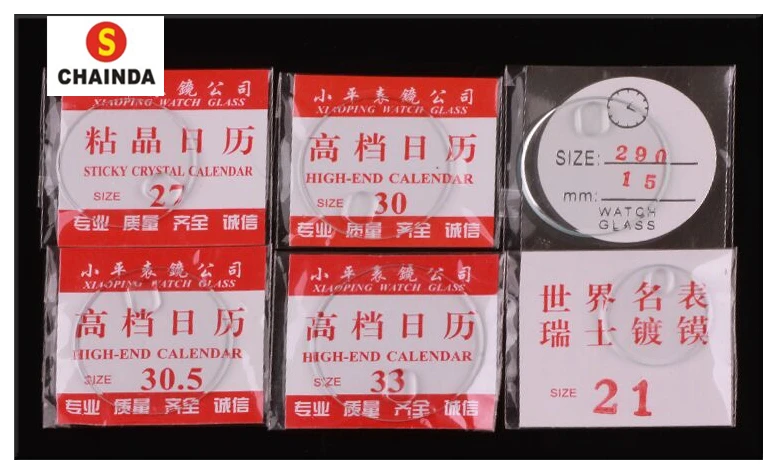 S
CHAINDA
小平表鏡公司
XIAOPING WATCH GLASS
粘晶日历
STICKY CRYSTAL CALENDAR
SIZE 27
专业 质量 齐全 诚信
小平表鏡公司
XIAOPING WATCH GLASS
高档日历
HIGH-END CALENDAR
SIZE 30
专业 质量 齐全 诚信
SIZE: 290
mm: 15
WATCH
GLASS
小平表鏡公司
XIAOPING WATCH GLASS
高档日历
HIGH-END CALENDAR
SIZE 30.5
专业 质量 齐全 诚信
小平表鏡公司
XIAOPING WATCH GLASS
高档日历
HIGH-END CALENDAR
SIZE 33
专业 质量 齐全 诚信
世界名表
瑞士镀镆
SIZE 21